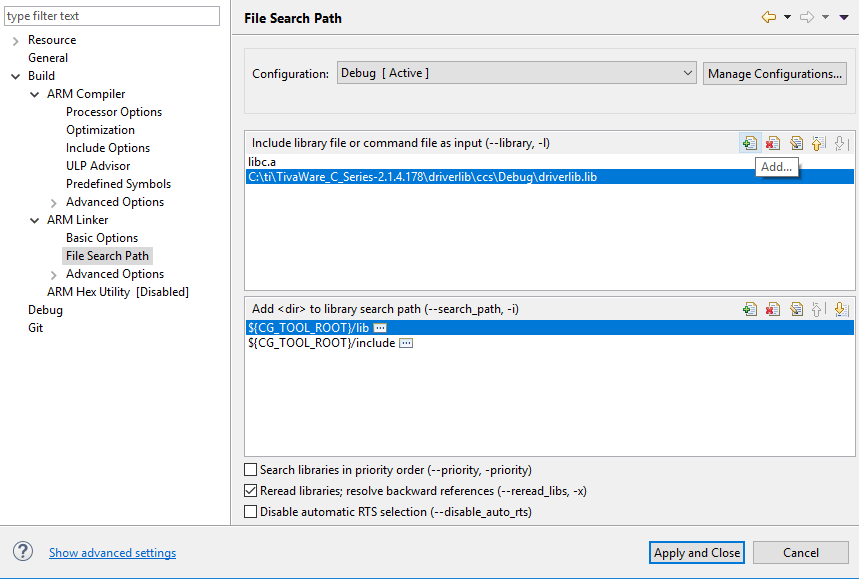 type filter text
Resource
General
Build
ARM Compiler
Processor Options
Optimization
Include Options
ULP Advisor
Predefined Symbols
Advanced Options
ARM Linker
Basic Options
File Search Path
Advanced Options
ARM Hex Utility [Disabled]
Debug
Git
File Search Path
Configuration: Debug [ Active ] Manage Configurations...
Include library file or command file as input (--library, -l)
Add...
libc.a
C:\ti\TivaWare_C_Series-2.1.4.178\driverlib\ccs\Debug\driverlib.lib
Add <dir> to library search path (--search_path, -i)
${CG_TOOL_ROOT}/lib
${CG_TOOL_ROOT}/include
Search libraries in priority order (--priority, -priority)
Reread libraries; resolve backward references (--reread_libs, -x)
Disable automatic RTS selection (--disable_auto_rts)
? Show advanced settings Apply and Close Cancel